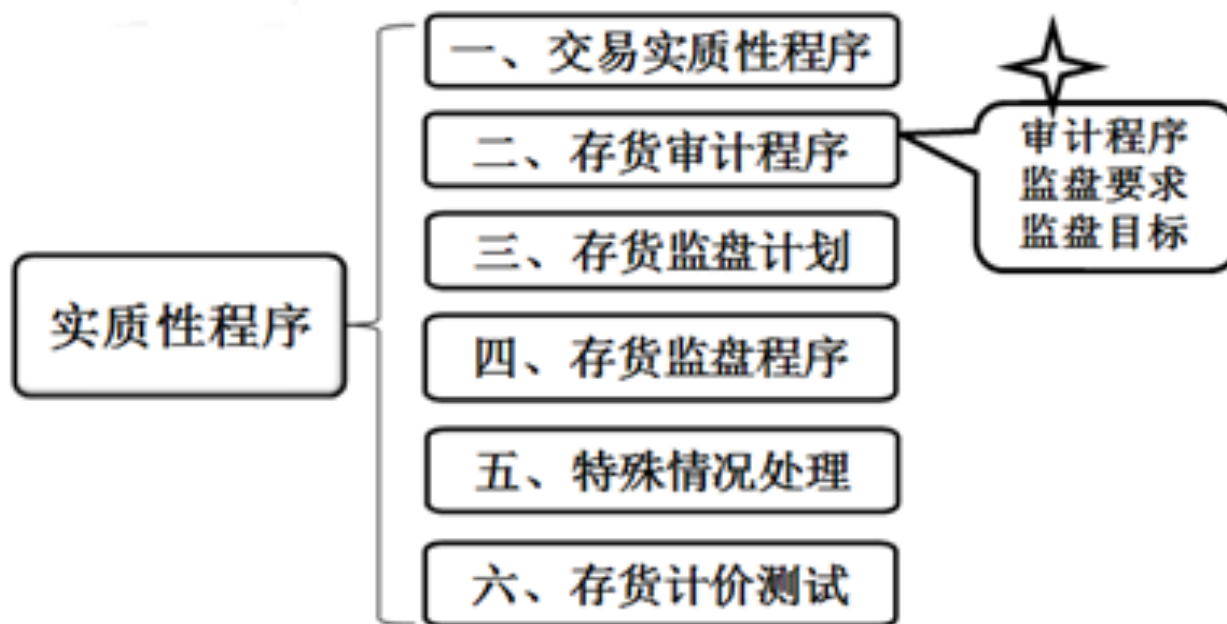 一、交易实质性程序
二、存货审计程序
审计程序
监盘要求
监盘目标
三、存货监盘计划
实质性程序
四、存货监盘程序
五、特殊情况处理
六、存货计价测试